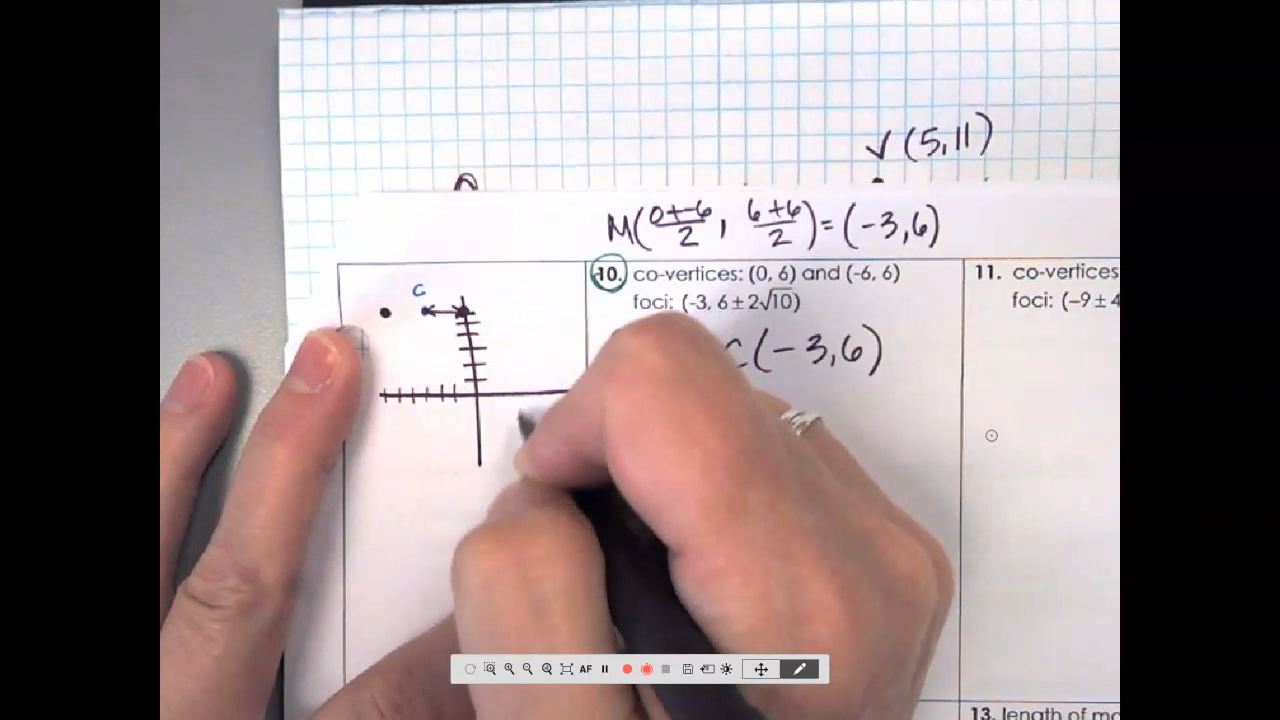 √(5,11)
M(0+-6/2, 6+6/2)=(-3,6)
C
10. co-vertices: (0, 6) and (-6, 6)
foci: (-3, 6±2√10)
C(-3,6)
11. co-vertices
foci: (-9±4
13. length of
AF